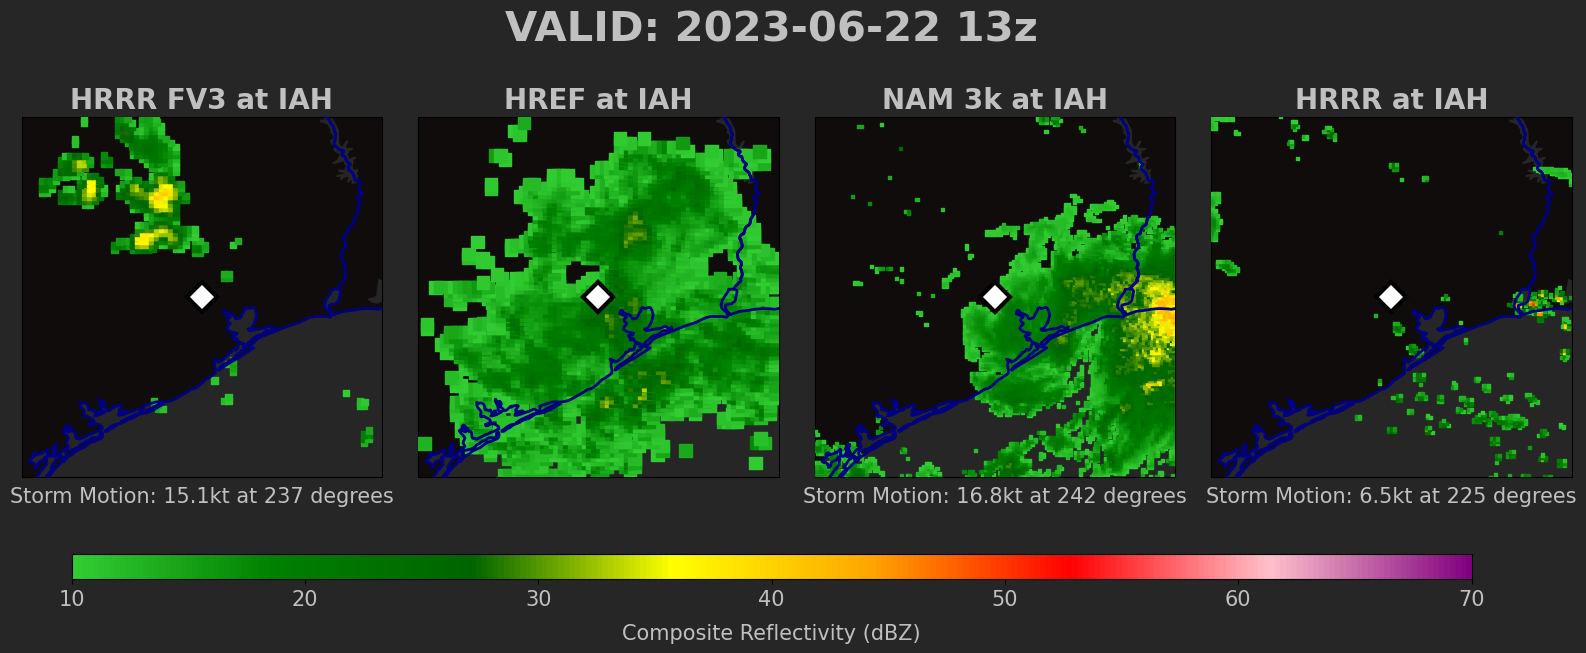 VALID: 2023-06-22 13z
HRRR FV3 at IAH
HREF at IAH
NAM 3k at IAH
HRRR at IAH
Storm Motion: 15.1kt at 237 degrees
Storm Motion: 16.8kt at 242 degrees
Storm Motion: 6.5kt at 225 degrees
10 20 30 40 50 60 70
Composite Reflectivity (dBZ)